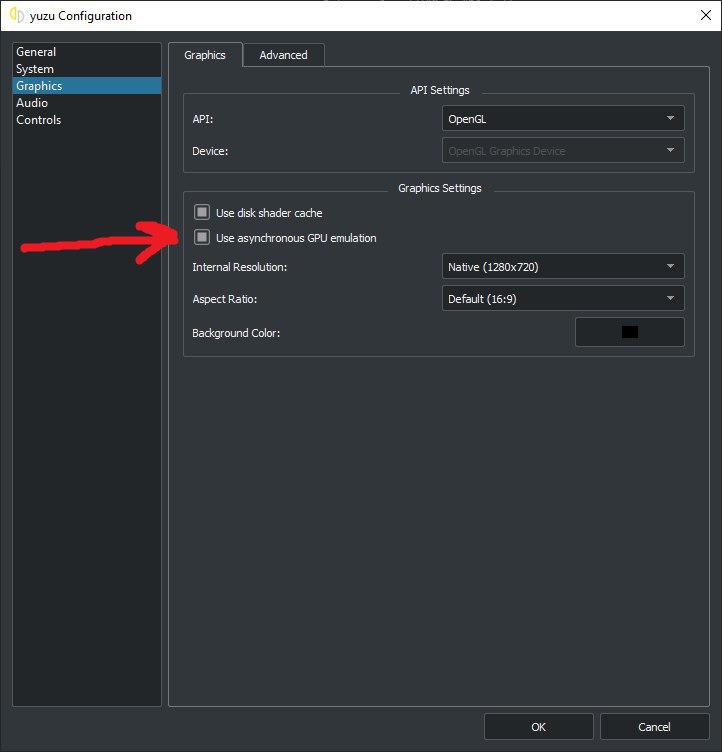 yuzu Configuration
General
System
Graphics
Audio
Controls
Graphics
Advanced
API Settings
API:
OpenGL
Device:
OpenGL Graphics Device
Graphics Settings
Use disk shader cache
Use asynchronous GPU emulation
Internal Resolution:
Native (1280x720)
Aspect Ratio:
Default (16:9)
Background Color:
OK
Cancel